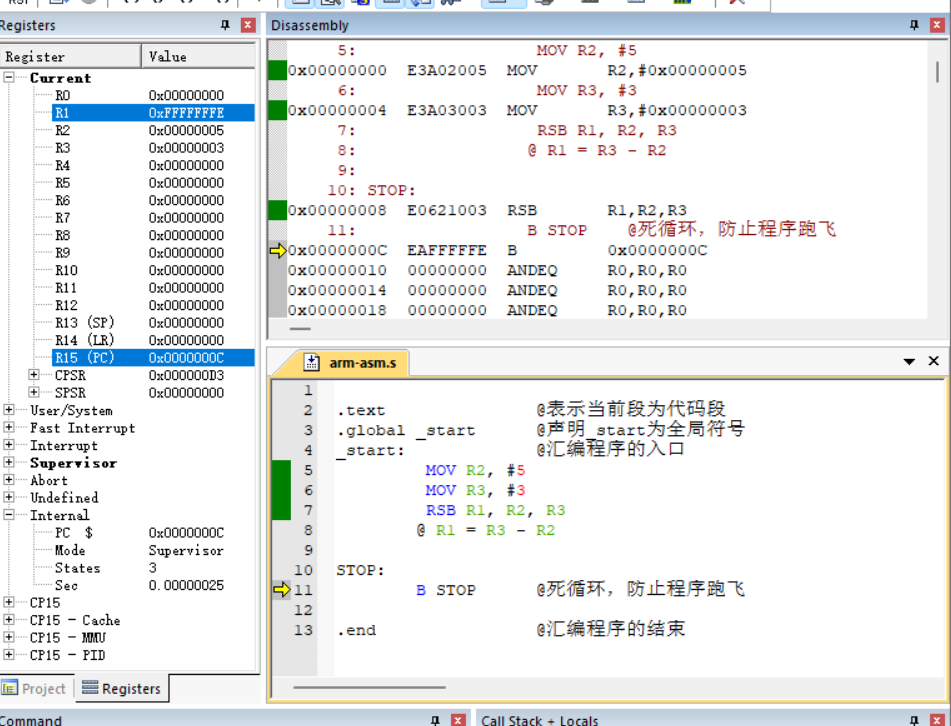 RST
Registers
Register Value
Current
R0 0x00000000
R1 0xFFFFFFFE
R2 0x00000005
R3 0x00000003
R4 0x00000000
R5 0x00000000
R6 0x00000000
R7 0x00000000
R8 0x00000000
R9 0x00000000
R10 0x00000000
R11 0x00000000
R12 0x00000000
R13 (SP) 0x00000000
R14 (LR) 0x00000000
R15 (PC) 0x0000000C
CPSR 0x000000D3
SPSR 0x00000000
User/System
Fast Interrupt
Interrupt
Supervisor
Abort
Undefined
Internal
PC $ 0x0000000C
Mode Supervisor
States 3
Sec 0.00000025
CP15
CP15 - Cache
CP15 - MMU
CP15 - PID
Project Registers
Disassembly
5: MOV R2, #5
0x00000000 E3A02005 MOV R2,#0x00000005
6: MOV R3, #3
0x00000004 E3A03003 MOV R3,#0x00000003
7: RSB R1, R2, R3
8: @ R1 = R3 - R2
9:
10: STOP:
0x00000008 E0621003 RSB R1,R2,R3
11: B STOP @死循环，防止程序跑飞
0x0000000C EAFFFFFE B 0x0000000C
0x00000010 00000000 ANDEQ R0,R0,R0
0x00000014 00000000 ANDEQ R0,R0,R0
0x00000018 00000000 ANDEQ R0,R0,R0
arm-asm.s
1
2 .text @表示当前段为代码段
3 .global _start @声明_start为全局符号
4 _start: @汇编程序的入口
5 MOV R2, #5
6 MOV R3, #3
7 RSB R1, R2, R3
8 @ R1 = R3 - R2
9
10 STOP:
11 B STOP @死循环，防止程序跑飞
12
13 .end @汇编程序的结束
Command
Call Stack + Locals